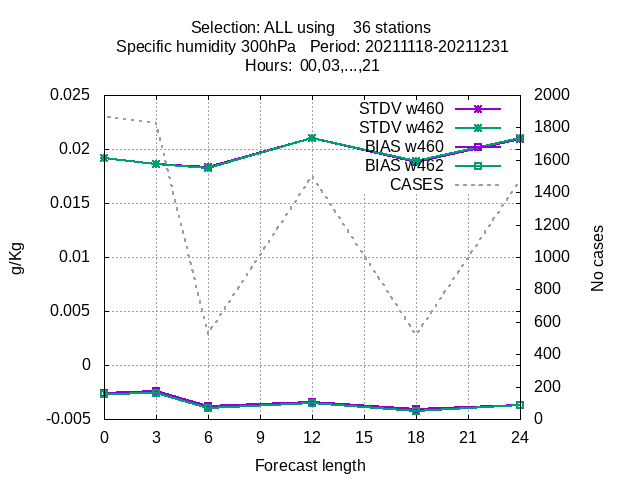 Selection: ALL using    36 stations
Specific humidity 300hPa   Period: 20211118-20211231
Hours:  00,03,...,21
0.025
0.02
0.015
0.01
0.005
0
-0.005
g/Kg
STDV w460
STDV w462
BIAS w460
BIAS w462
CASES
2000
1800
1600
1400
1200
1000
800
600
400
200
0
No cases
0 3 6 9 12 15 18 21 24
Forecast length